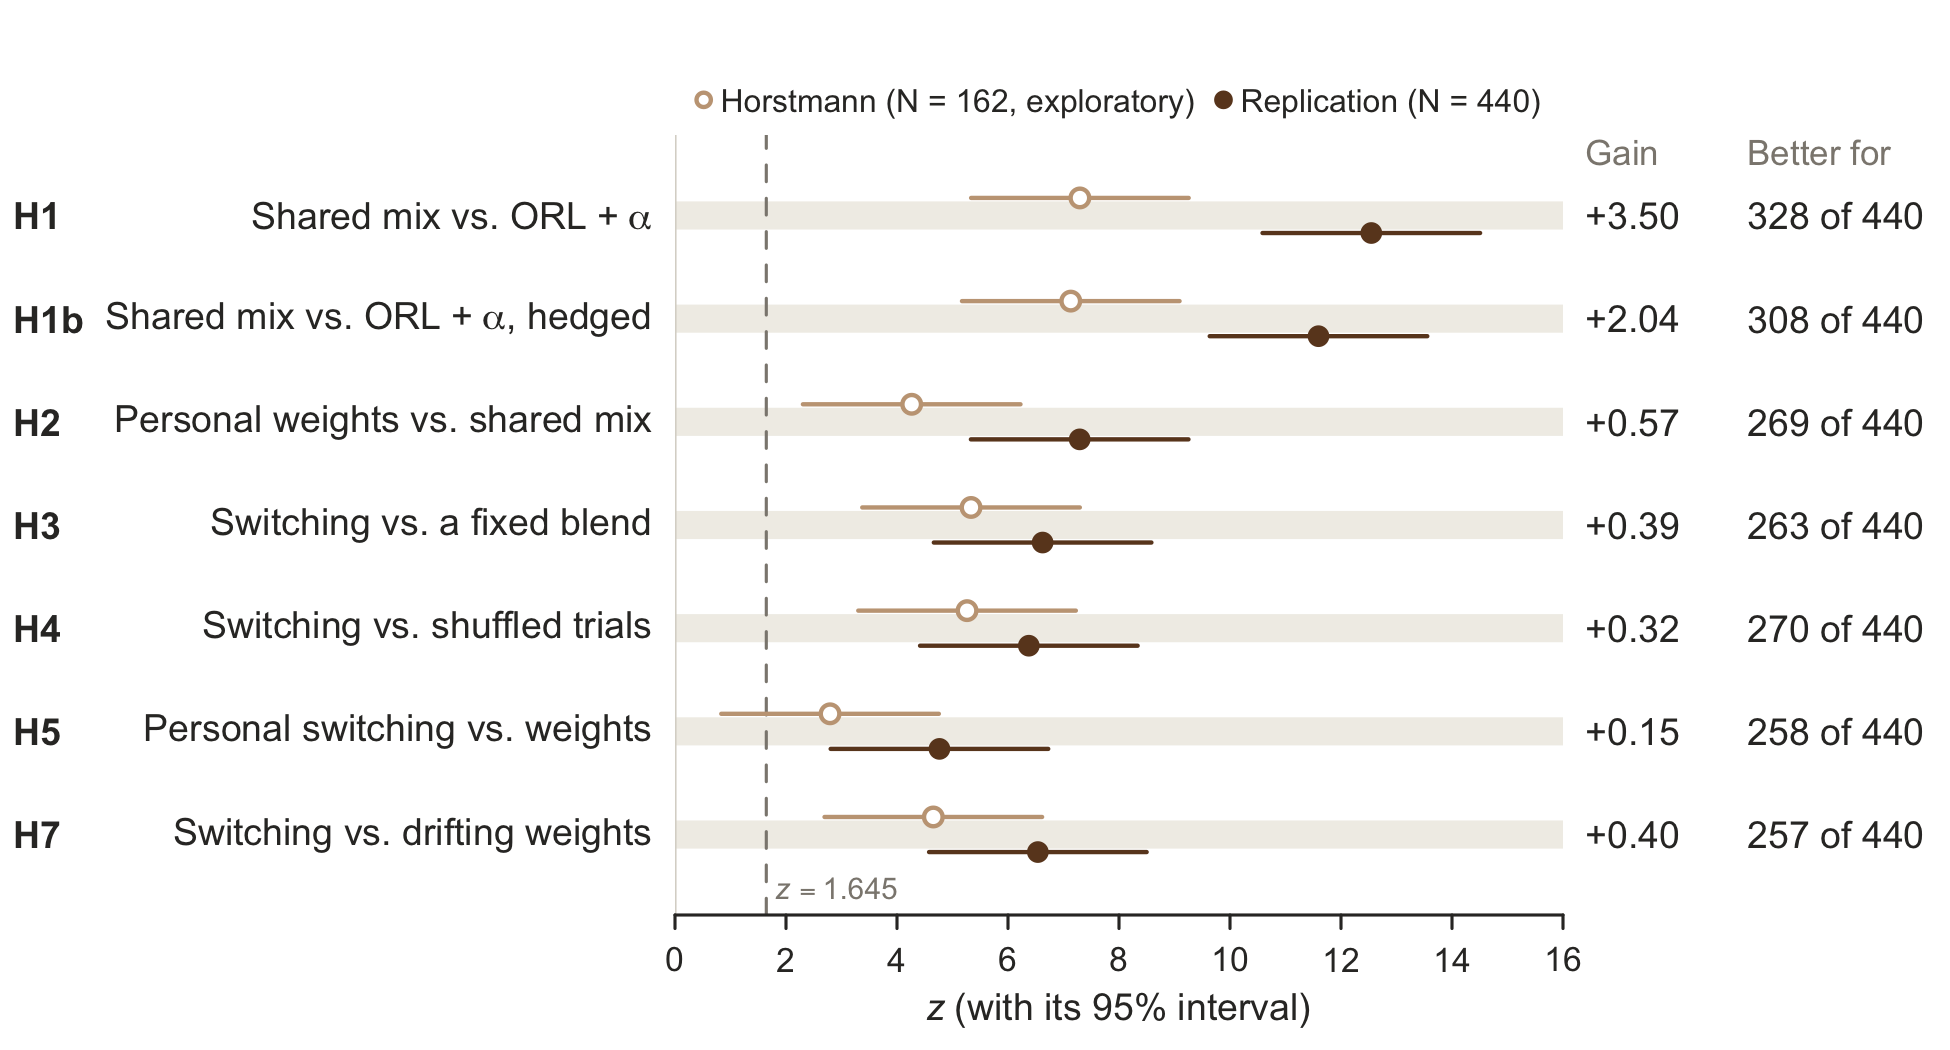 Horstmann (N = 162, exploratory) Replication (N = 440)
Gain Better for
H1 Shared mix vs. ORL + α +3.50 328 of 440
H1b Shared mix vs. ORL + α, hedged +2.04 308 of 440
H2 Personal weights vs. shared mix +0.57 269 of 440
H3 Switching vs. a fixed blend +0.39 263 of 440
H4 Switching vs. shuffled trials +0.32 270 of 440
H5 Personal switching vs. weights +0.15 258 of 440
H7 Switching vs. drifting weights +0.40 257 of 440
z = 1.645
0 2 4 6 8 10 12 14 16
z (with its 95% interval)